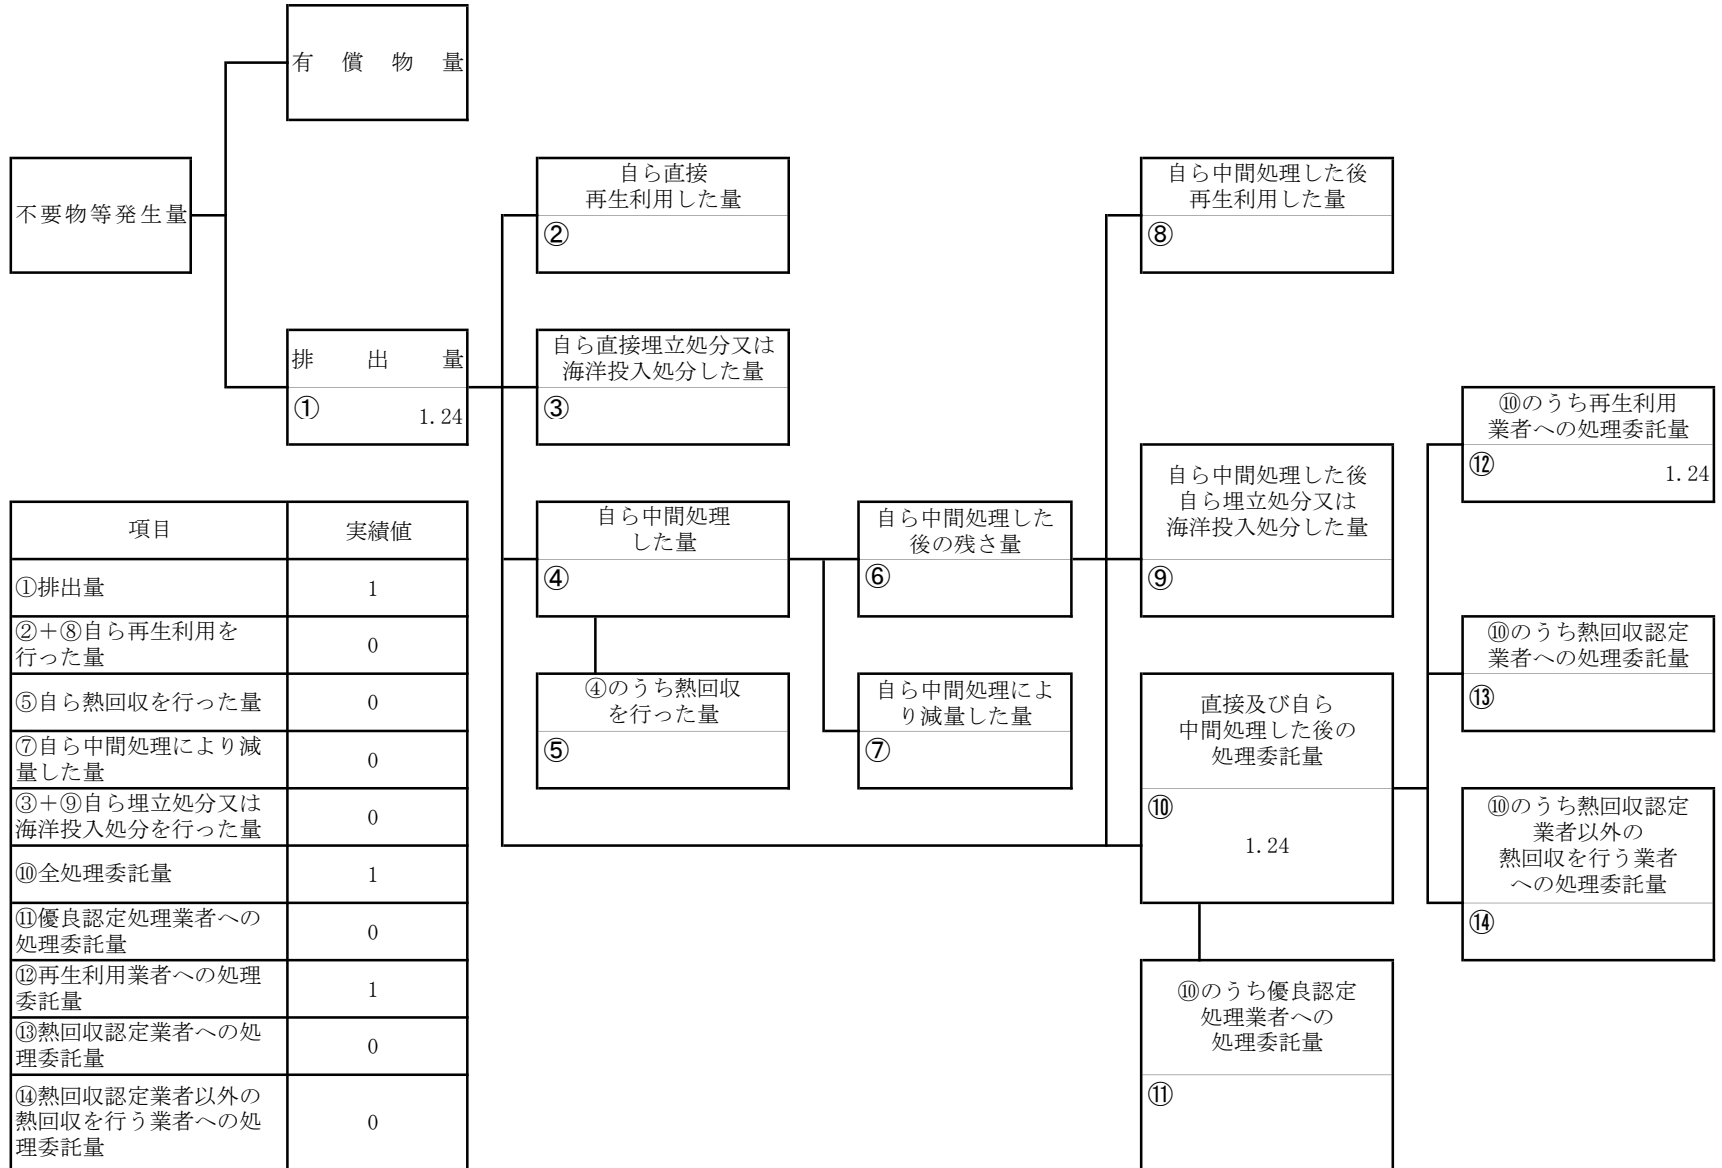 有償物量
不要物等発生量
排出量
①
1.24
自ら直接
再生利用した量
②
自ら直接埋立処分又は
海洋投入処分した量
③
自ら中間処理
した量
④
④のうち熱回収
を行った量
⑤
自ら中間処理した
後の残さ量
⑥
自ら中間処理によ
り減量した量
⑦
自ら中間処理した後
再生利用した量
⑧
自ら中間処理した後
自ら埋立処分又は
海洋投入処分した量
⑨
直接及び自ら
中間処理した後の
処理委託量
⑩
1.24
⑩のうち優良認定
処理業者への
処理委託量
⑪
⑩のうち再生利用
業者への処理委託量
⑫
1.24
⑩のうち熱回収認定
業者への処理委託量
⑬
⑩のうち熱回収認定
業者以外の
熱回収を行う業者
への処理委託量
⑭
項目 実績値
①排出量 1
②+⑧自ら再生利用を
行った量 0
⑤自ら熱回収を行った量 0
⑦自ら中間処理により減
量した量 0
③+⑨自ら埋立処分又は
海洋投入処分を行った量 0
⑩全処理委託量 1
⑪優良認定処理業者への
処理委託量 0
⑫再生利用業者への処理
委託量 1
⑬熱回収認定業者への処
理委託量 0
⑭熱回収認定業者以外の
熱回収を行う業者への処 0
理委託量